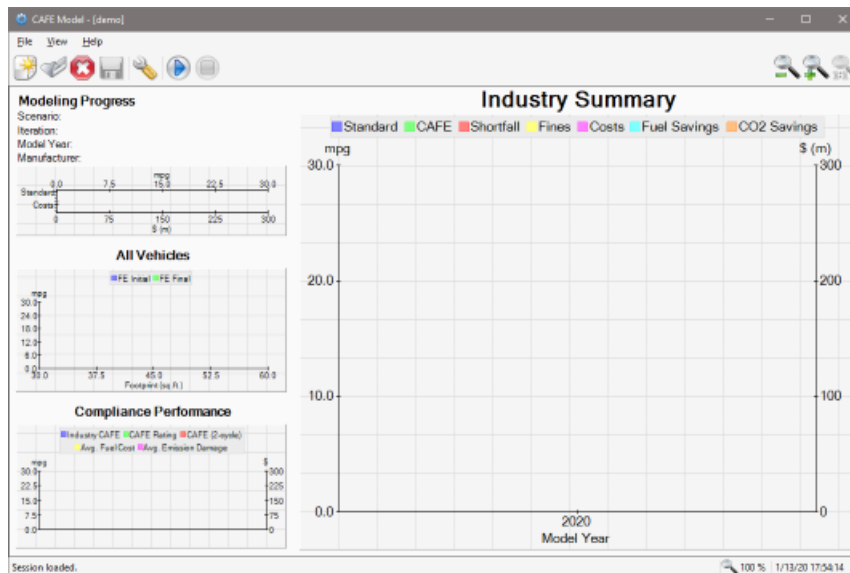 CAFE Model - [demo]
File View Help
Modeling Progress
Scenario:
Iteration:
Model Year:
Manufacturer:
mpg
0.0 7.5 15.0 22.5 30.0
Standard
Costs
0 75 150 225 300
$ (m)
All Vehicles
FE Initial FE Final
mpg
30.0
24.0
18.0
12.0
6.0
0.0
30.0 37.5 45.0 52.5 60.0
Footprint (sq.ft.)
Compliance Performance
Industry CAFE CAFE Rating CAFE (2-cycle)
Avg. Fuel Cost Avg. Emission Damage
mpg $
30.0 300
22.5 225
15.0 150
7.5 75
0.0 0
Industry Summary
Standard CAFE Shortfall Fines Costs Fuel Savings CO2 Savings
mpg $ (m)
30.0 300
20.0 200
10.0 100
0.0 0
2020
Model Year
Session loaded. 100 % 1/13/20 17:54:14